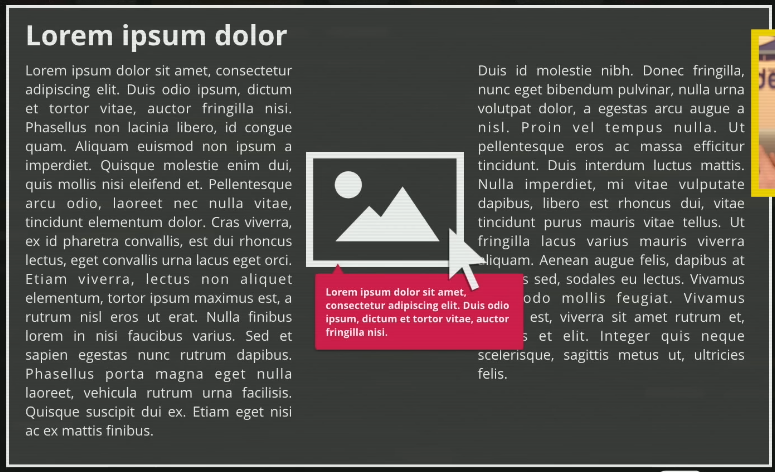 Lorem ipsum dolor
Lorem ipsum dolor sit amet, consectetur
adipiscing elit. Duis odio ipsum, dictum
et tortor vitae, auctor fringilla nisi.
Phasellus non lacinia libero, id congue
quam. Aliquam euismod non ipsum a
imperdiet. Quisque molestie enim dui,
quis mollis nisi eleifend et. Pellentesque
arcu odio, laoreet nec nulla vitae,
tincidunt elementum dolor. Cras viverra,
ex id pharetra convallis, est dui rhoncus
lectus, eget convallis urna lacus eget orci.
Etiam viverra, lectus non aliquet
elementum, tortor ipsum maximus est, a
rutrum nisl eros ut erat. Nulla finibus
lorem in nisi faucibus varius. Sed et
sapien egestas nunc rutrum dapibus.
Phasellus porta magna eget nulla
laoreet, vehicula rutrum urna facilisis.
Quisque suscipit dui ex. Etiam eget nisi
ac ex mattis finibus.
Lorem ipsum dolor sit amet,
consectetur adipiscing elit. Duis odio
ipsum, dictum et tortor vitae, auctor
fringilla nisi.
Duis id molestie nibh. Donec fringilla,
nunc eget bibendum pulvinar, nulla urna
volutpat dolor, a egestas arcu augue a
nisl. Proin vel tempus nulla. Ut
pellentesque eros ac massa efficitur
tincidunt. Duis interdum luctus mattis.
Nulla imperdiet, mi vitae vulputate
dapibus, libero est rhoncus dui, vitae
tincidunt purus mauris vitae tellus. Ut
fringilla lacus varius mauris viverra
aliquam. Aenean augue felis, dapibus at
sed, sodales eu lectus. Vivamus
mollis feugiat. Vivamus
est, viverra sit amet rutrum et,
et elit. Integer quis neque
scelerisque, sagittis metus ut, ultricies
felis.